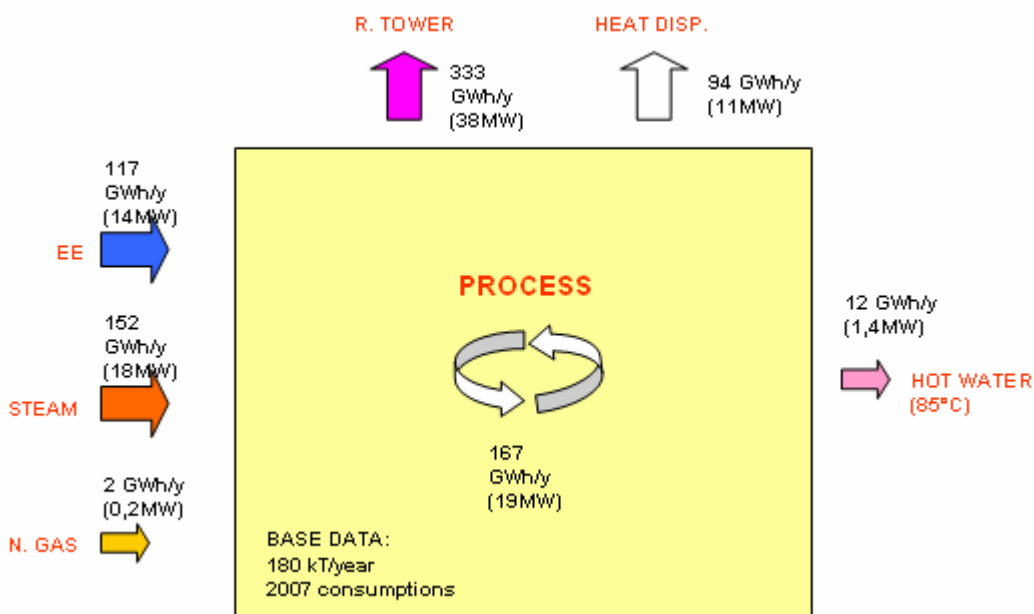 R. TOWER
HEAT DISP.
333
GWh/y
(38MW)
94 GWh/y
(11MW)
117
GWh/y
(14MW)
EE
PROCESS
12 GWh/y
(1,4MW)
152
GWh/y
(18MW)
STEAM
HOT WATER
(85°C)
167
GWh/y
(19MW)
2 GWh/y
(0,2MW)
N. GAS
BASE DATA:
180 kT/year
2007 consumptions